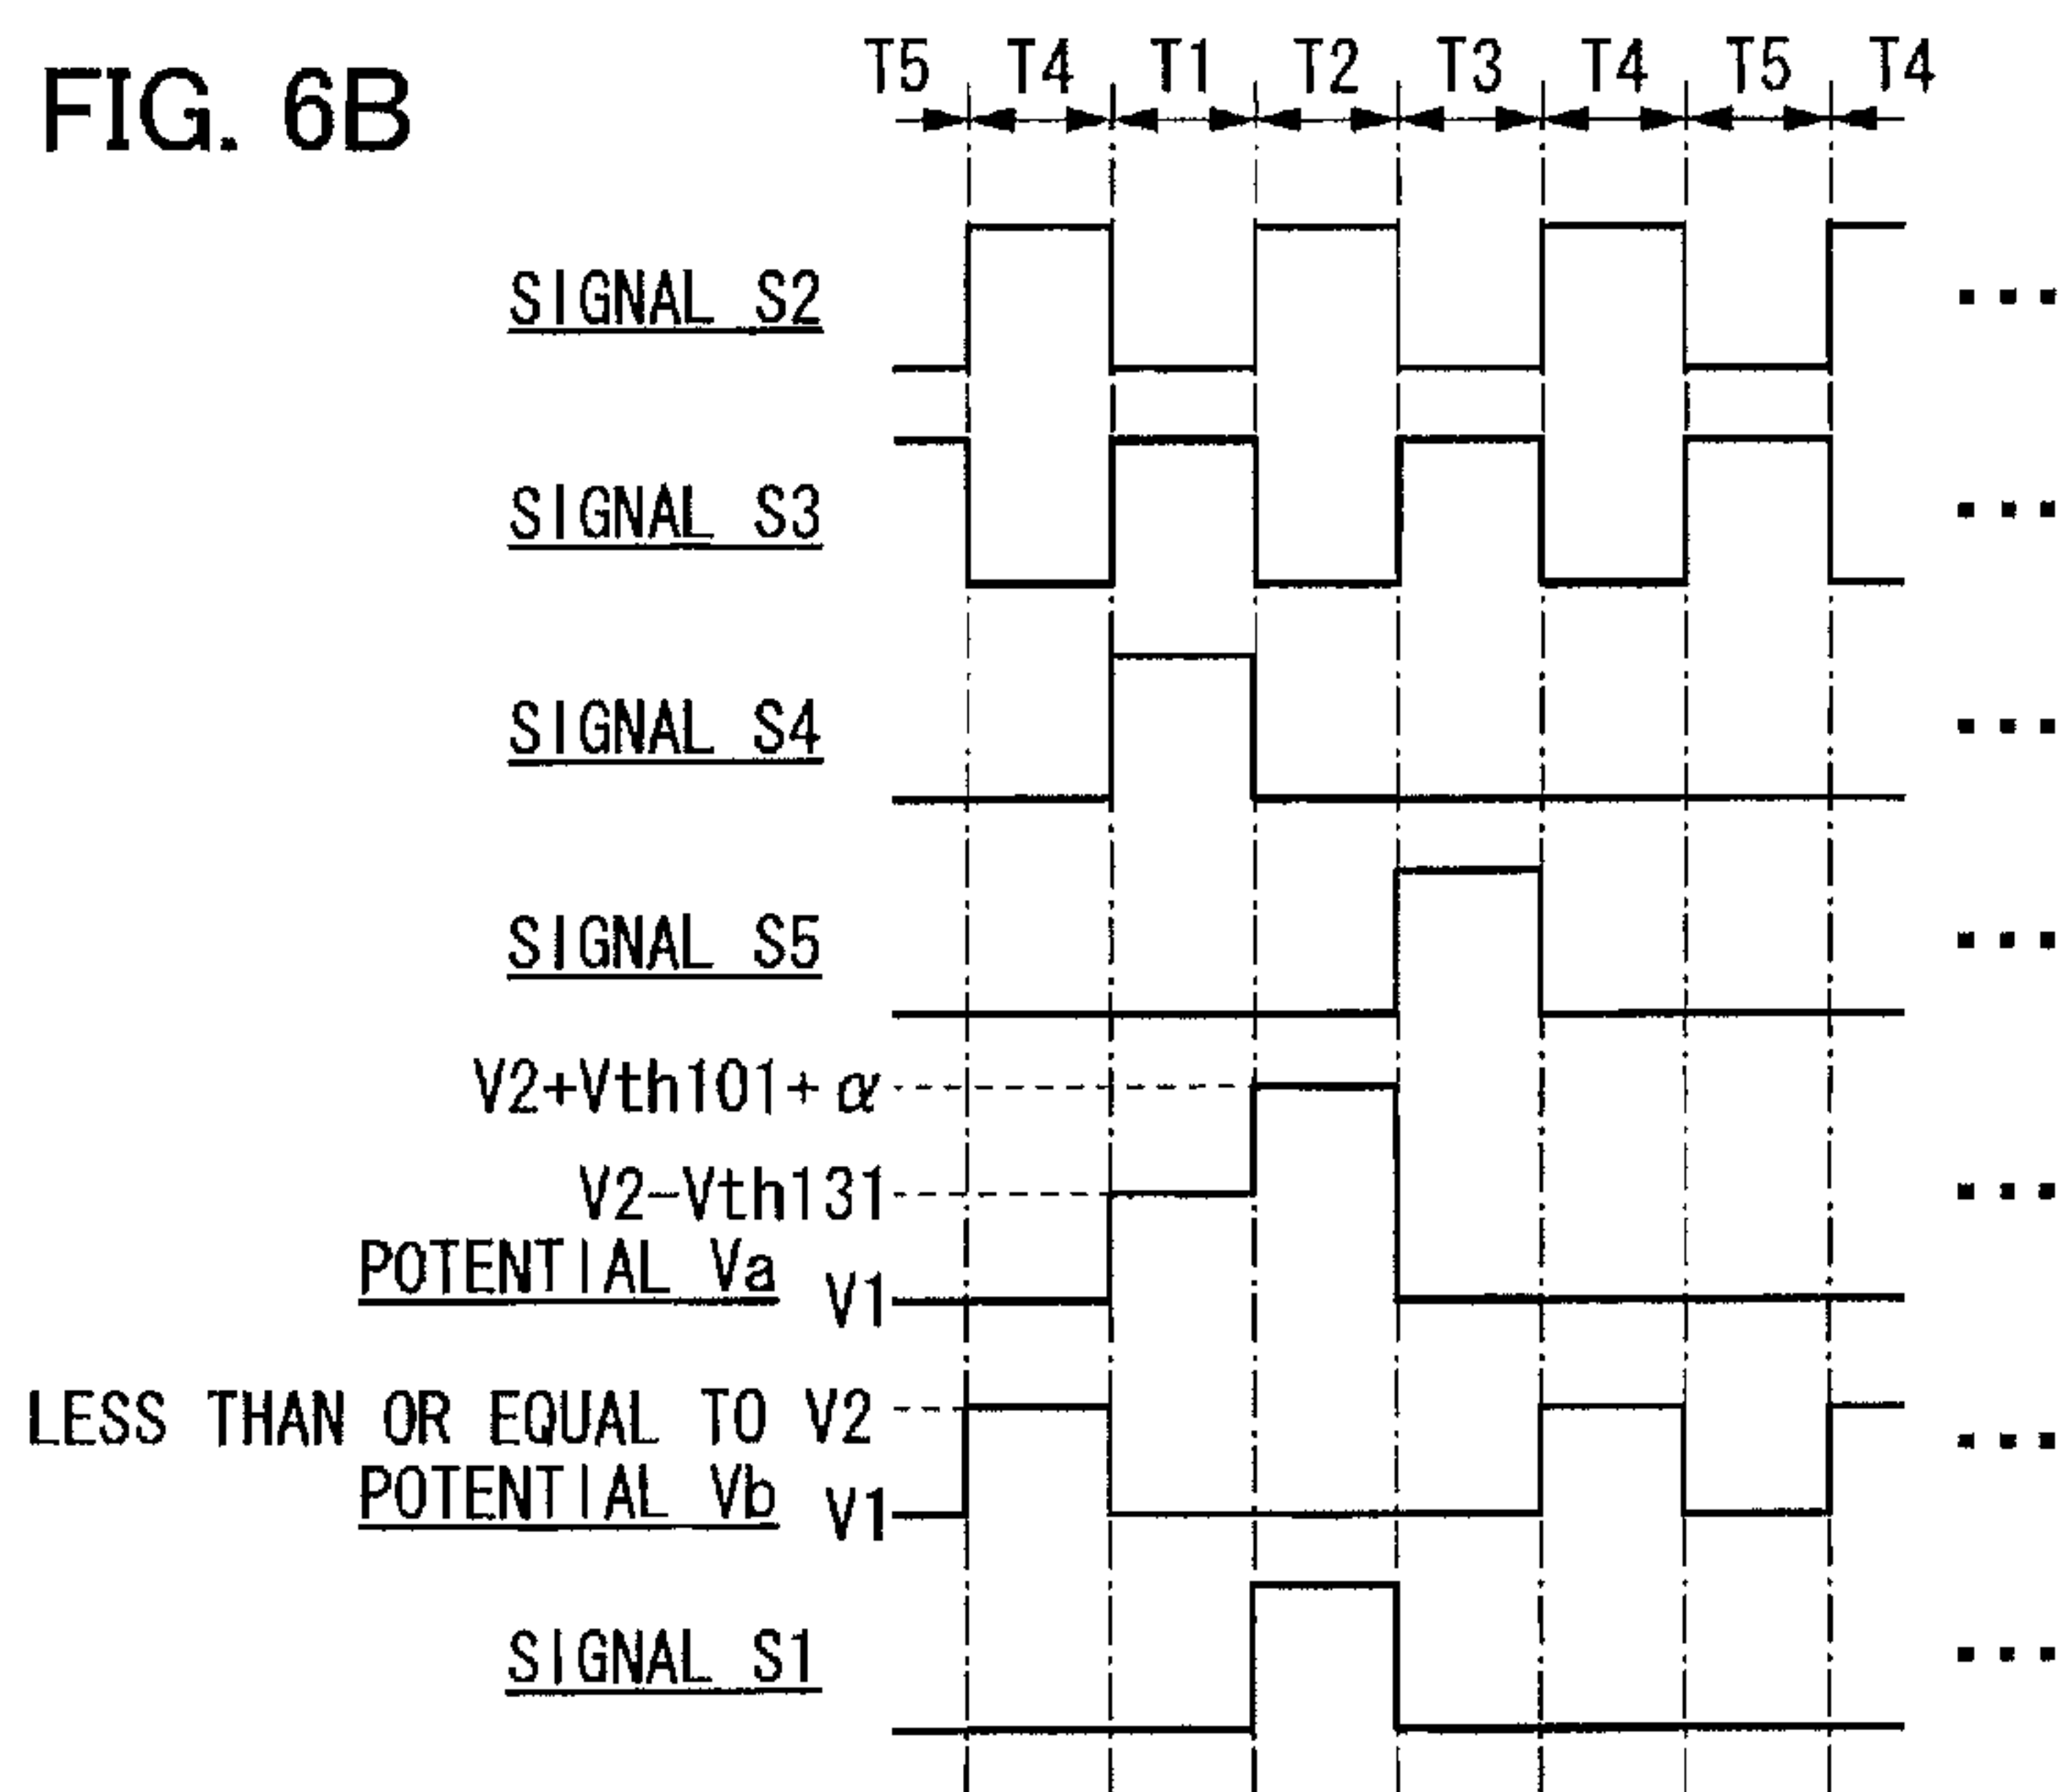 FIG. 6B
T5 T4 T1 T2 T3 T4 T5 T4
SIGNAL S2
SIGNAL S3
SIGNAL S4
SIGNAL S5
V2+Vth101+α
V2-Vth131
POTENTIAL Va V1
LESS THAN OR EQUAL TO V2
POTENTIAL Vb V1
SIGNAL S1